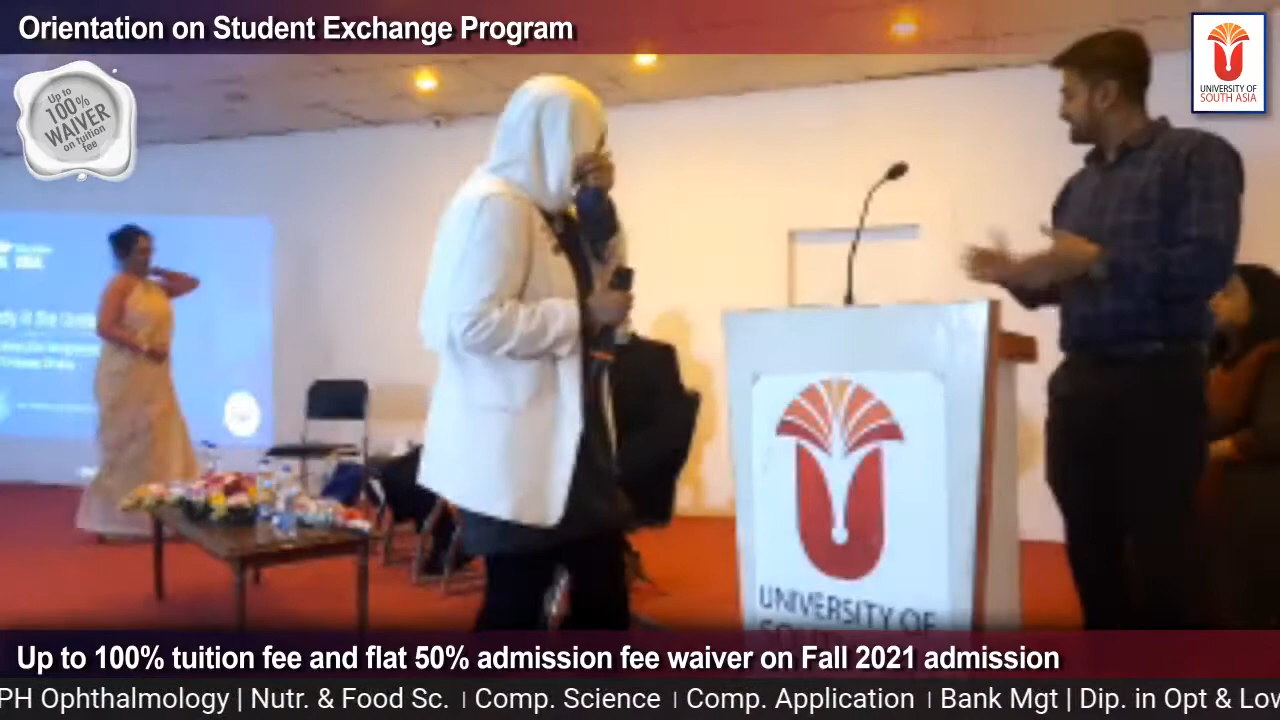 Orientation on Student Exchange Program
UNIVERSITY OF
SOUTH ASIA
Up to
100%
WAIVER
on tuition
fee
UNIVERSITY OF
Up to 100% tuition fee and flat 50% admission fee waiver on Fall 2021 admission
PH Ophthalmology | Nutr. & Food Sc. | Comp. Science | Comp. Application | Bank Mgt | Dip. in Opt & Lov